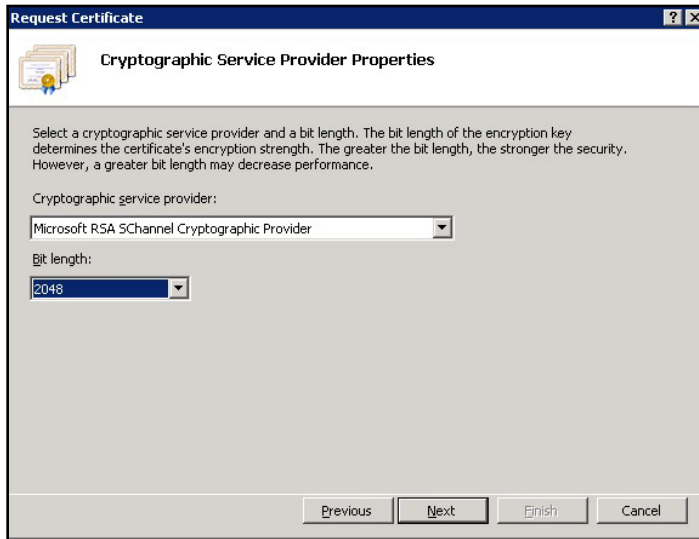 Request Certificate
Cryptographic Service Provider Properties
Select a cryptographic service provider and a bit length. The bit length of the encryption key
determines the certificate's encryption strength. The greater the bit length, the stronger the security.
However, a greater bit length may decrease performance.
Cryptographic service provider:
Microsoft RSA SChannel Cryptographic Provider
Bit length:
2048
Previous Next Finish Cancel